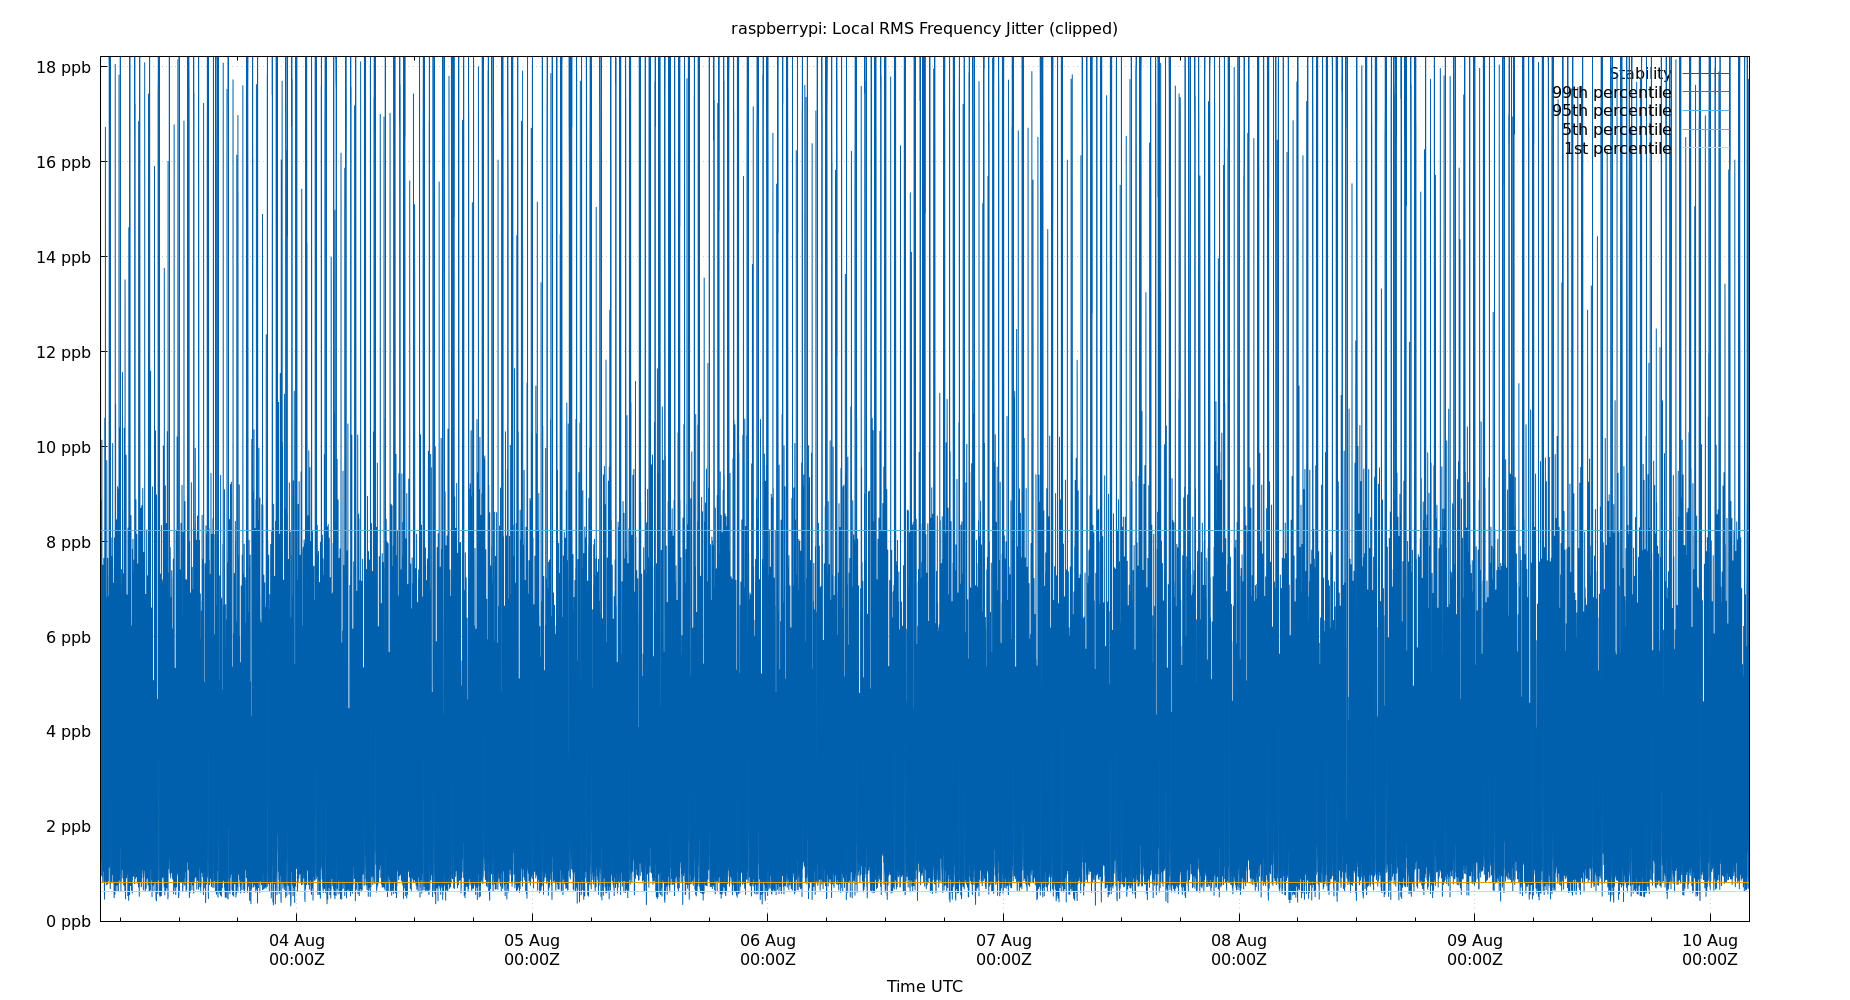 raspberrypi: Local RMS Frequency Jitter (clipped)
18 ppb
16 ppb
14 ppb
12 ppb
10 ppb
8 ppb
6 ppb
4 ppb
2 ppb
0 ppb
Stability
99th percentile
95th percentile
5th percentile
1st percentile
04 Aug 05 Aug 06 Aug 07 Aug 08 Aug 09 Aug 10 Aug
00:00Z 00:00Z 00:00Z 00:00Z 00:00Z 00:00Z 00:00Z
Time UTC